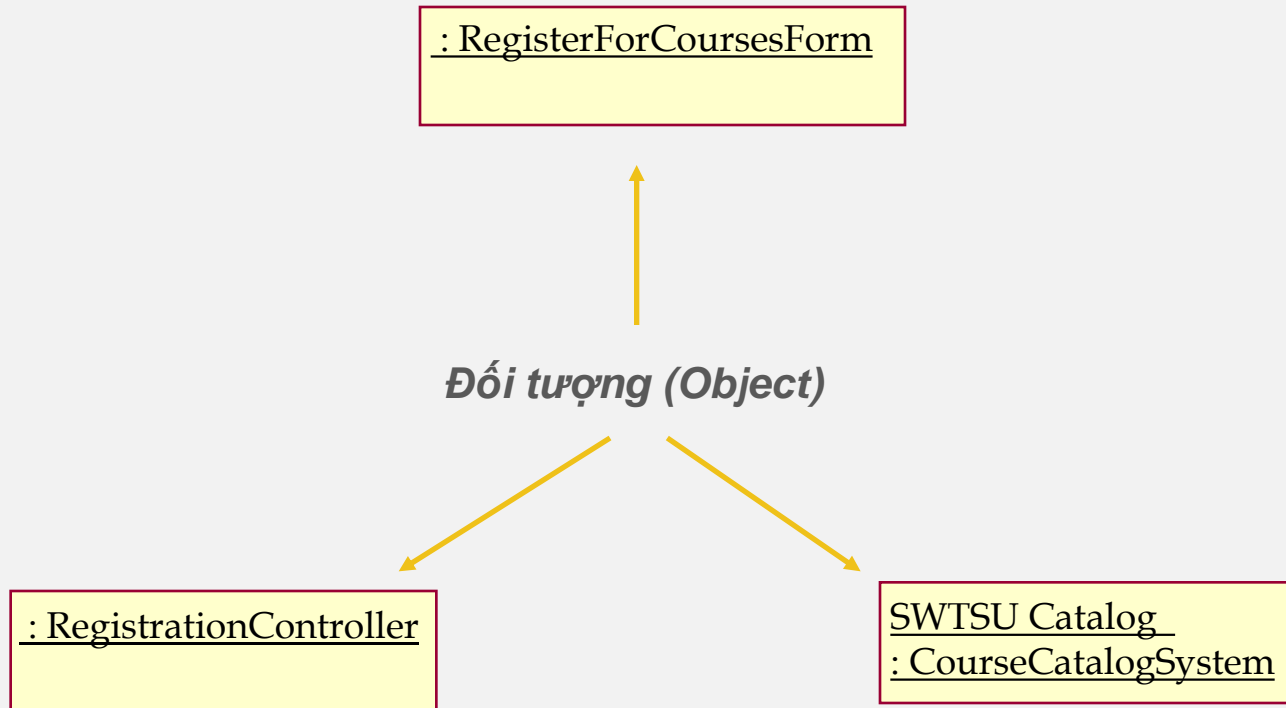 : RegisterForCoursesForm
Đối tượng (Object)
: RegistrationController
SWTSU Catalog
: CourseCatalogSystem